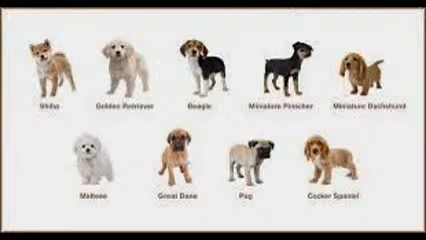 Shiba
Golden Retriever
Beagle
Miniature Pinscher
Miniature Dachshund
Maltese
Great Dane
Pug
Cocker Spaniel